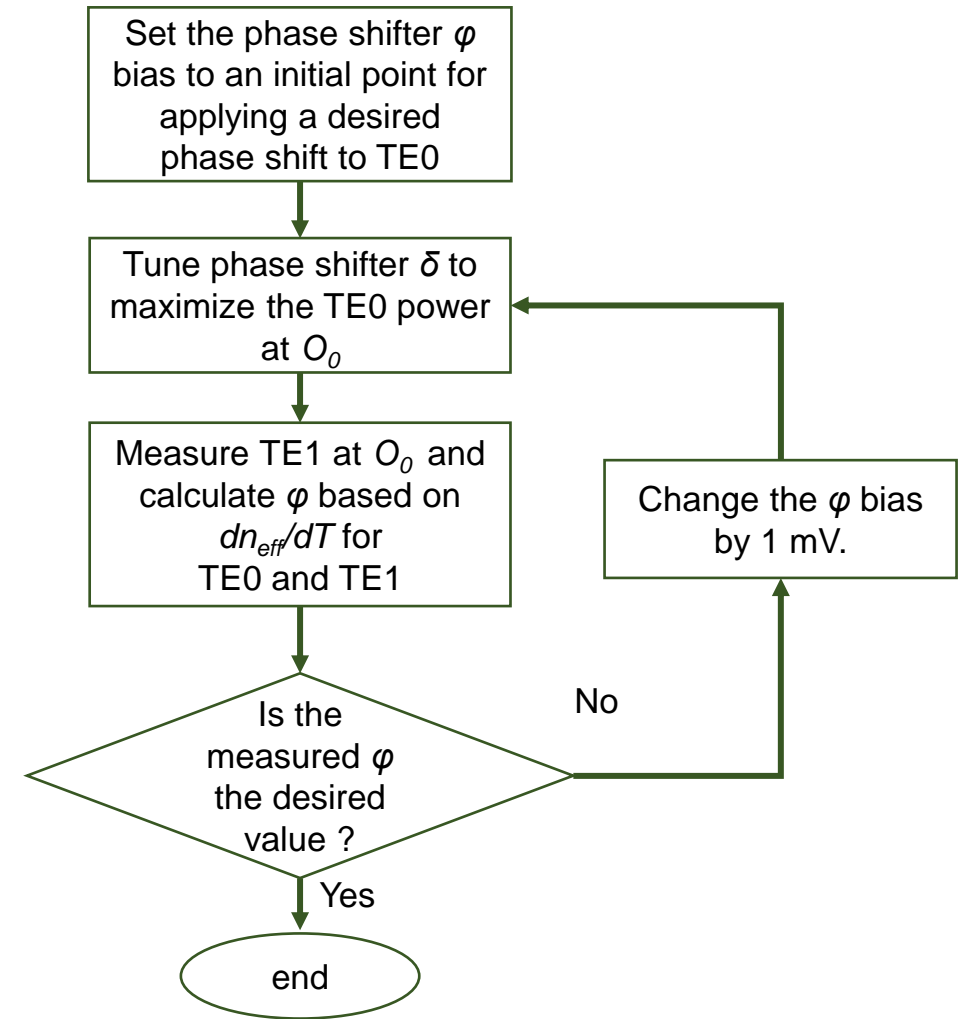 Set the phase shifter φ
bias to an initial point for
applying a desired
phase shift to TE0
Tune phase shifter δ to
maximize the TE0 power
at O₀
Measure TE1 at O₀ and
calculate φ based on
dn_eff/dT for
TE0 and TE1
Change the φ bias
by 1 mV.
Is the
measured φ
the desired
value ?
No
Yes
end